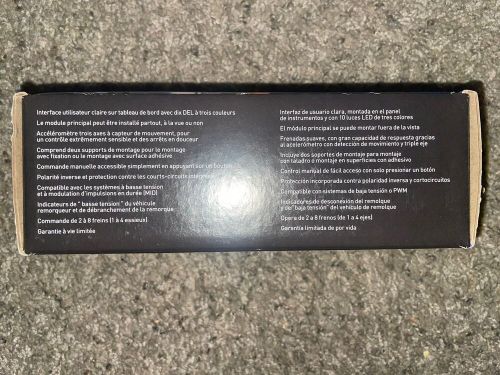 Interface utilisateur claire sur tableau de bord avec dix DEL à trois couleurs
Le module principal peut être installé partout, à la vue ou non
Accéléromètre trois axes à capteur de mouvement, pour
un contrôle extrêmement sensible et des arrêts en douceur
Comprend deux supports de montage pour le montage
avec fixation ou le montage avec surface adhésive
Commande manuelle accessible simplement en appuyant sur un bouton
Polarité inverse et protection contre les courts-circuits intégrées
Compatible avec les systèmes à basse tension
et à modulation d'impulsions en durée (MID)
Indicateurs de " basse tension " du véhicule
remorqueur et de débranchement de la remorque
Commande de 2 à 8 freins (1 à 4 essieux)
Garantie à vie limitée
Interfaz de usuario clara, montada en el panel
de instrumentos y con 10 luces LED de tres colores
El módulo principal se puede montar fuera de la vista
Frenadas suaves, con gran capacidad de respuesta gracias
al acelerómetro con detección de movimiento y triple eje
Incluye dos soportes de montaje para montaje
con taladro o montaje en superficies con adhesivo
Control manual de fácil acceso con solo presionar un botón
Protección incorporada contra polaridad inversa y cortocircuitos
Compatible con sistemas de baja tensión o PWM
Indicadores de desconexión del remolque
y de "baja tensión" del vehículo de remolque
Opera de 2 a 8 frenos (de 1 a 4 ejes)
Garantía limitada de por vida